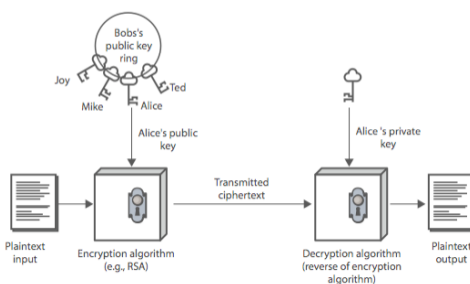 Bobs's
public key
ring
Joy
Mike
Alice
Ted
Alice's public
key
Alice 's private
key
Transmitted
ciphertext
Plaintext
input
Encryption algorithm
(e.g., RSA)
Decryption algorithm
(reverse of encryption
algorithm)
Plaintext
output